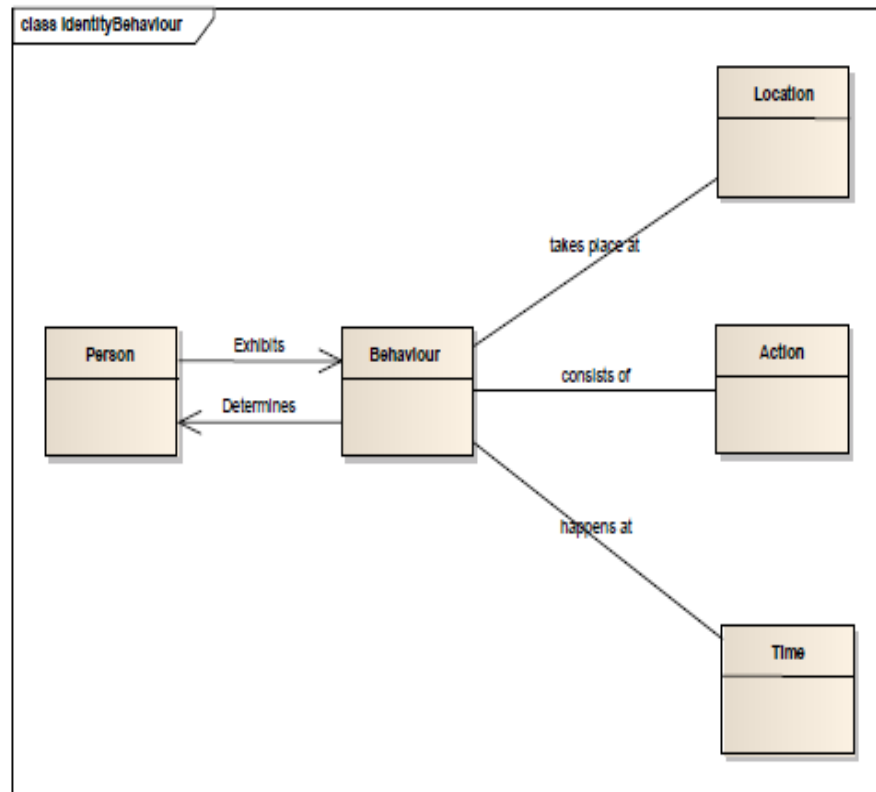 class IdentityBehaviour
Location
takes place at
Person
Exhibits
Determines
Behaviour
consists of
Action
happens at
Time